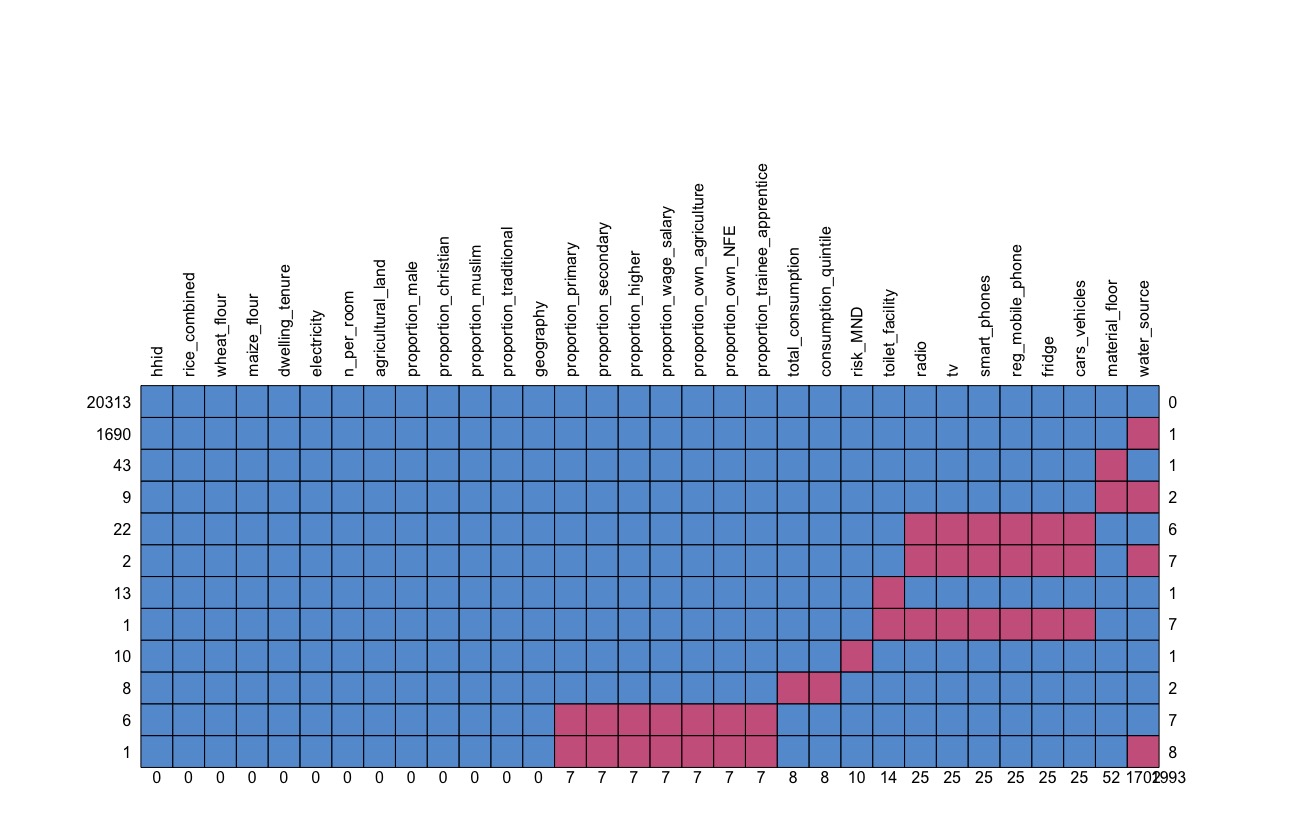 hhid
rice_combined
wheat_flour
maize_flour
dwelling_tenure
electricity
n_per_room
agricultural_land
proportion_male
proportion_christian
proportion_muslim
proportion_traditional
geography
proportion_primary
proportion_secondary
proportion_higher
proportion_wage_salary
proportion_own_agriculture
proportion_own_NFE
proportion_trainee_apprentice
total_consumption
consumption_quintile
risk_MND
toilet_facility
radio
tv
smart_phones
reg_mobile_phone
fridge
cars_vehicles
material_floor
water_source
20313 0
1690 1
43 1
9 2
22 6
2 7
13 1
1 7
10 1
8 2
6 7
1 8
0 0 0 0 0 0 0 0 0 0 0 0 0 7 7 7 7 7 7 7 8 8 10 14 25 25 25 25 25 25 52 1702 1993